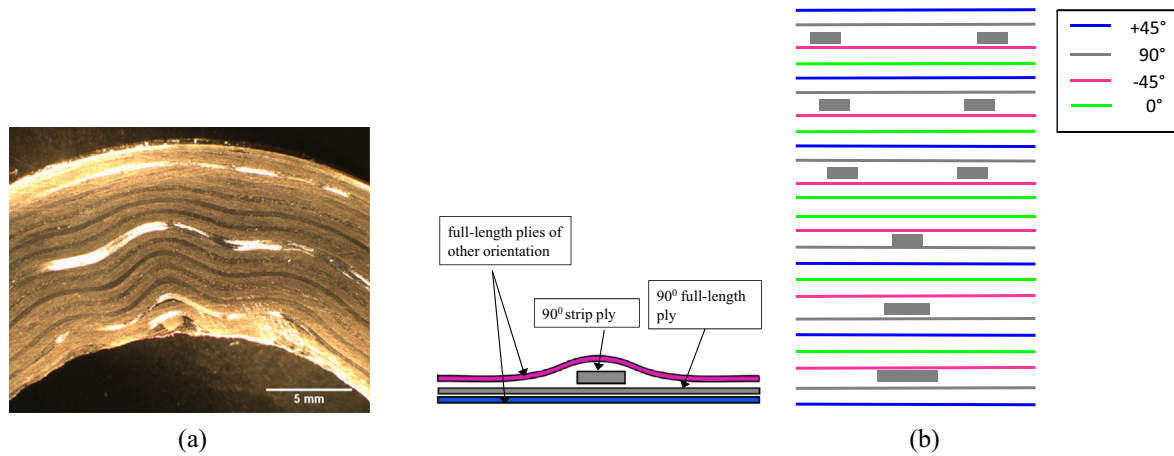 +45°
90°
-45°
0°
full-length plies of
other orientation
90⁰ strip ply
90⁰ full-length
ply
5 mm
(a)
(b)